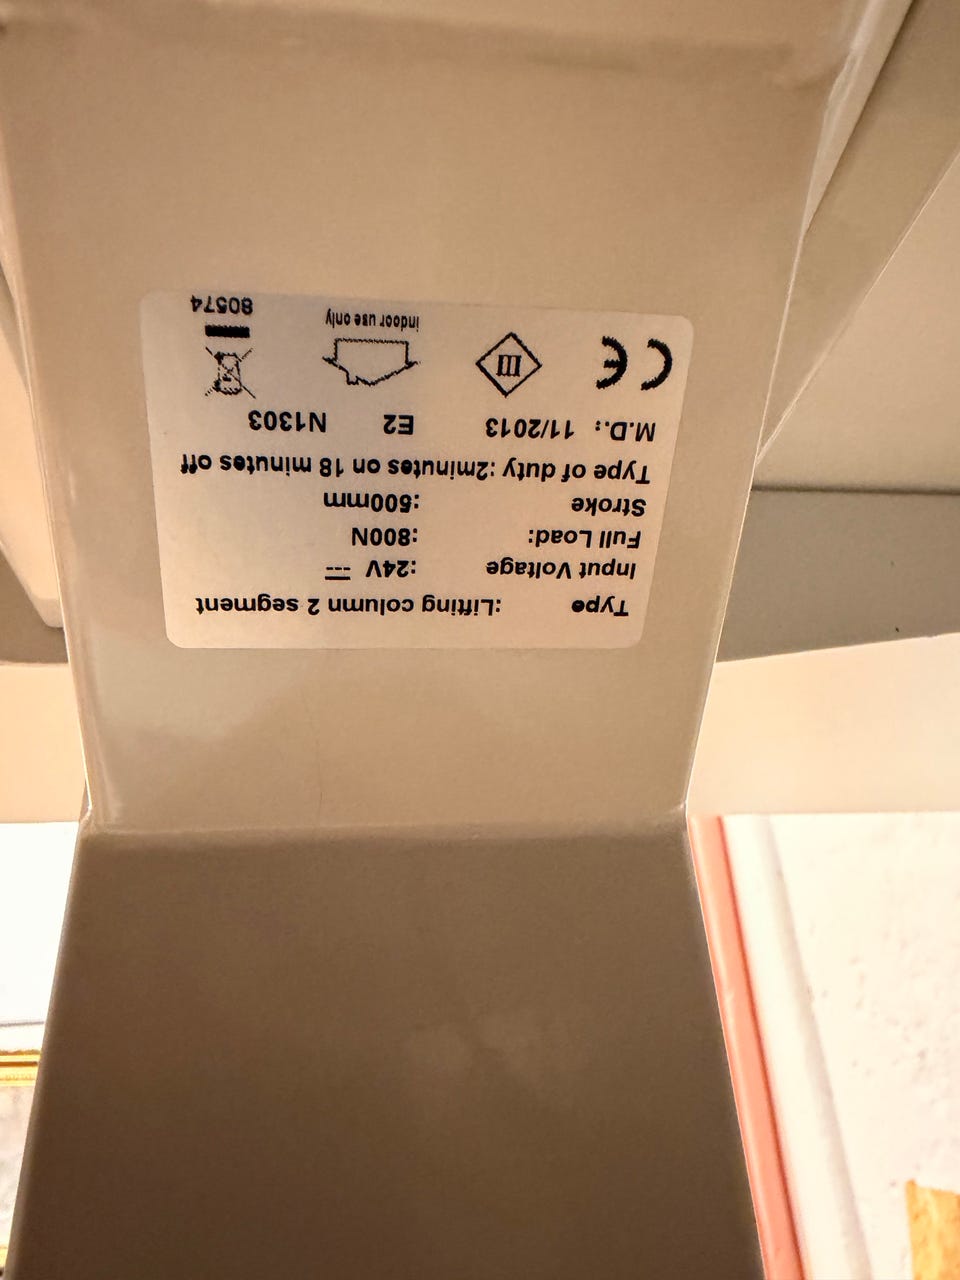 Type :Lifting column 2 segment
Input Voltage :24V
Full Load: :800N
Stroke :500mm
Type of duty :2minutes on 18 minutes off
M.D.: 11/2013 E2 N1303
CE III
indoor use only
80574